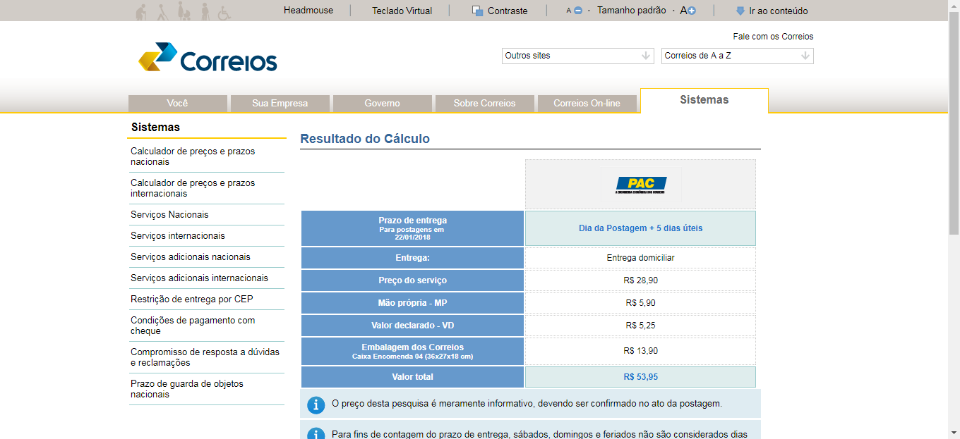 Headmouse
Teclado Virtual
Contraste
A - Tamanho padrão - A
Ir ao conteúdo
Correios
Fale com os Correios
Outros sites
Correios de A a Z
Você
Sua Empresa
Governo
Sobre Correios
Correios On-line
Sistemas
Sistemas
Calculador de preços e prazos
nacionais
Calculador de preços e prazos
internacionais
Serviços Nacionais
Serviços internacionais
Serviços adicionais nacionais
Serviços adicionais internacionais
Restrição de entrega por CEP
Condições de pagamento com
cheque
Compromisso de resposta a dúvidas
e reclamações
Prazo de guarda de objetos
nacionais
Resultado do Cálculo
PAC
Prazo de entrega
Para postagens em
22/01/2018
Dia da Postagem + 5 dias úteis
Entrega:
Entrega domiciliar
Preço do serviço
R$ 28,90
Mão própria - MP
R$ 5,90
Valor declarado - VD
R$ 5,25
Embalagem dos Correios
Caixa Encomenda 04 (36x27x18 cm)
R$ 13,90
Valor total
R$ 53,95
O preço desta pesquisa é meramente informativo, devendo ser confirmado no ato da postagem.
Para fins de contagem do prazo de entrega, sábados, domingos e feriados não são considerados dias